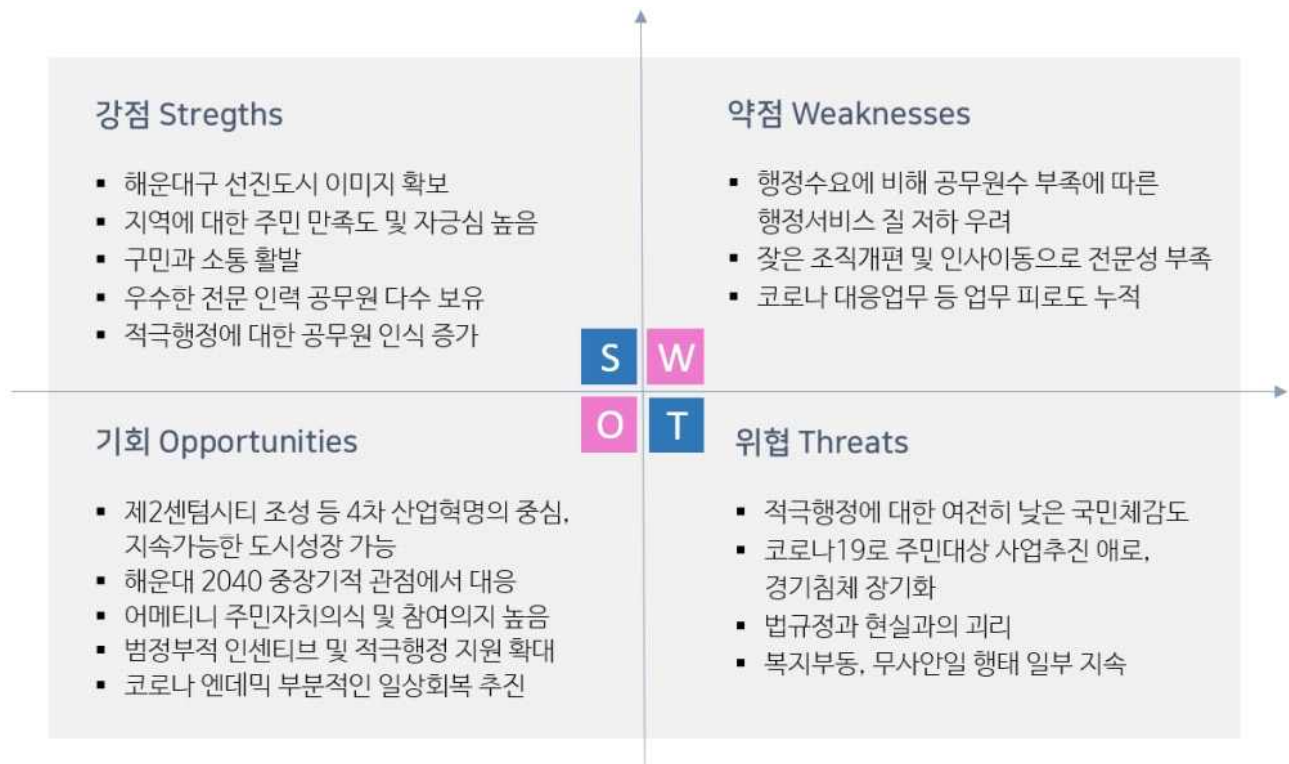 강점 Stregths
▪ 해운대구 선진도시 이미지 확보
▪ 지역에 대한 주민 만족도 및 자긍심 높음
▪ 구민과 소통 활발
▪ 우수한 전문 인력 공무원 다수 보유
▪ 적극행정에 대한 공무원 인식 증가
약점 Weaknesses
▪ 행정수요에 비해 공무원수 부족에 따른
행정서비스 질 저하 우려
▪ 잦은 조직개편 및 인사이동으로 전문성 부족
▪ 코로나 대응업무 등 업무 피로도 누적
S W
O T
기회 Opportunities
▪ 제2센텀시티 조성 등 4차 산업혁명의 중심,
지속가능한 도시성장 가능
▪ 해운대 2040 중장기적 관점에서 대응
▪ 어메티니 주민자치의식 및 참여의지 높음
▪ 범정부적 인센티브 및 적극행정 지원 확대
▪ 코로나 엔데믹 부분적인 일상회복 추진
위협 Threats
▪ 적극행정에 대한 여전히 낮은 국민체감도
▪ 코로나19로 주민대상 사업추진 애로,
경기침체 장기화
▪ 법규정과 현실과의 괴리
▪ 복지부동, 무사안일 행태 일부 지속